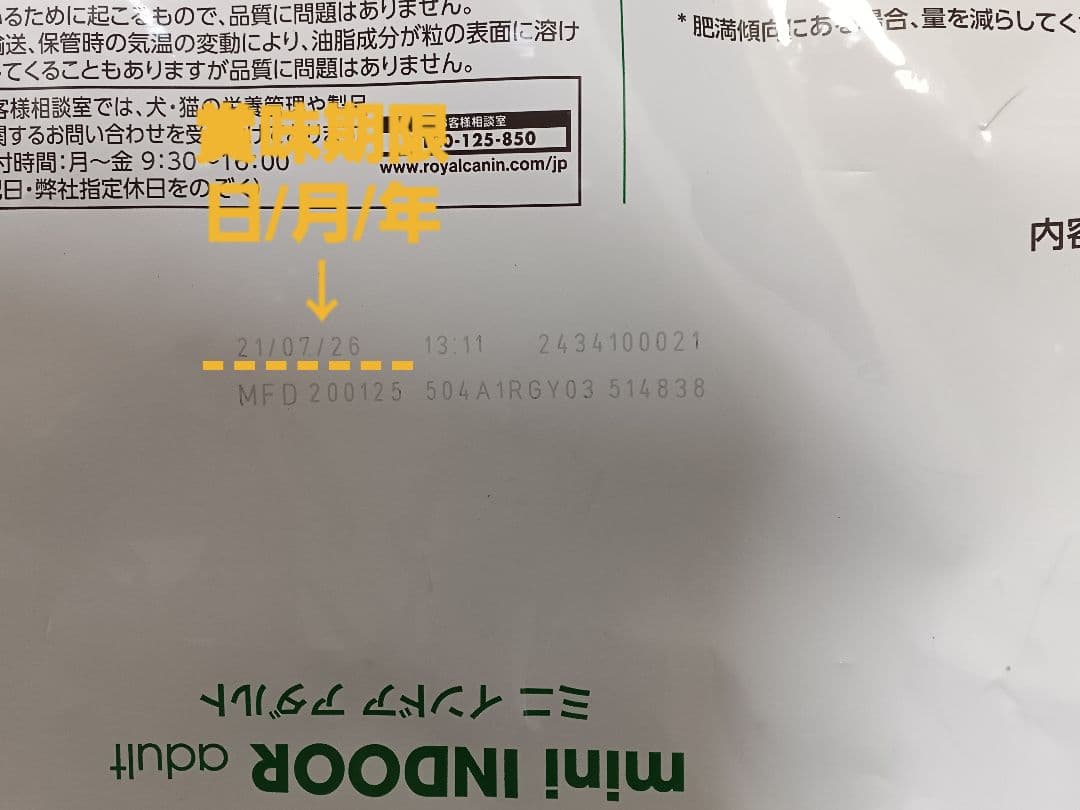 るために起こるもので、品質に問題はありません。
送、保管時の気温の変動により、油脂成分が粒の表面に溶け
てくることもありますが品質に問題はありません。
客様相談室では、犬・猫の栄養管理や製品
関するお問い合わせを受け
付時間：月〜金 9:30〜16:00
日・弊社指定休日をのぞく
客様相談室
0-125-850
www.royalcanin.com/jp
*肥満傾向にある場合、量を減らしてく
賞味期限
日/月/年
↓
内容
21/07/26 13:11 2434100021
MFD 200125 504A1RGY03 514838
ミニ インドア アダルト
mini INDOOR adult